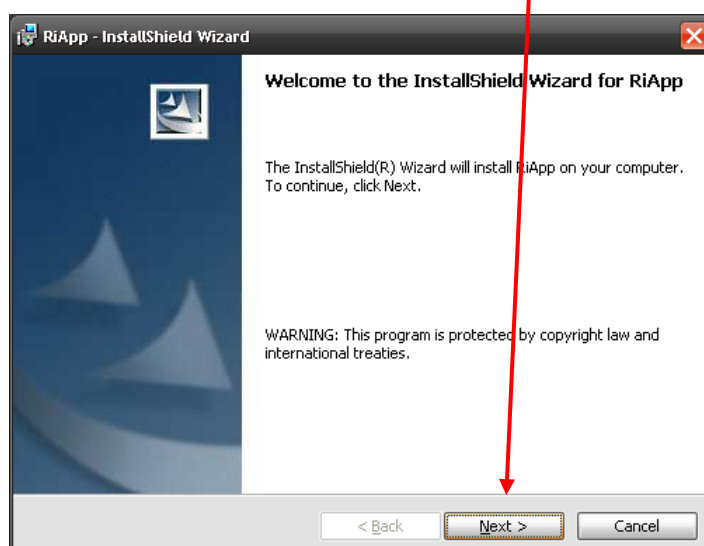 RiApp - InstallShield Wizard
Welcome to the InstallShield Wizard for RiApp
The InstallShield(R) Wizard will install RiApp on your computer.
To continue, click Next.
WARNING: This program is protected by copyright law and
international treaties.
< Back Next > Cancel